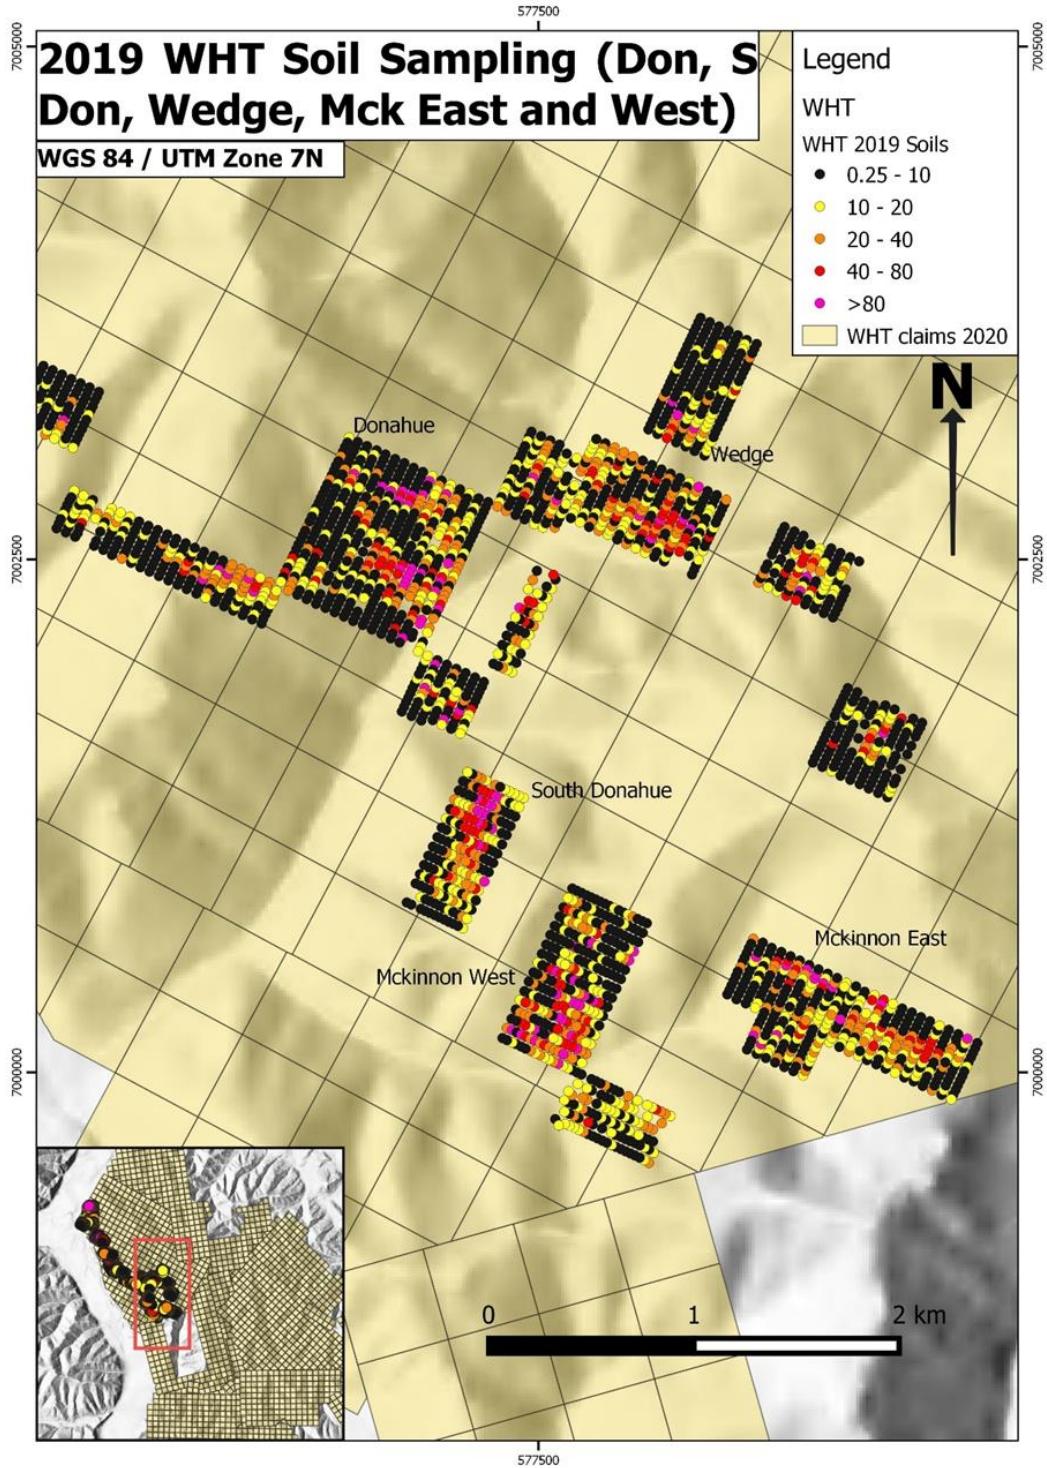 577500
7005000
7005000
2019 WHT Soil Sampling (Don, S
Don, Wedge, Mck East and West)
WGS 84 / UTM Zone 7N
Legend
WHT
WHT 2019 Soils
0.25 - 10
10 - 20
20 - 40
40 - 80
>80
WHT claims 2020
N
Donahue
Wedge
7002500
7002500
South Donahue
Mckinnon East
Mckinnon West
7000000
7000000
0 1 2 km
577500